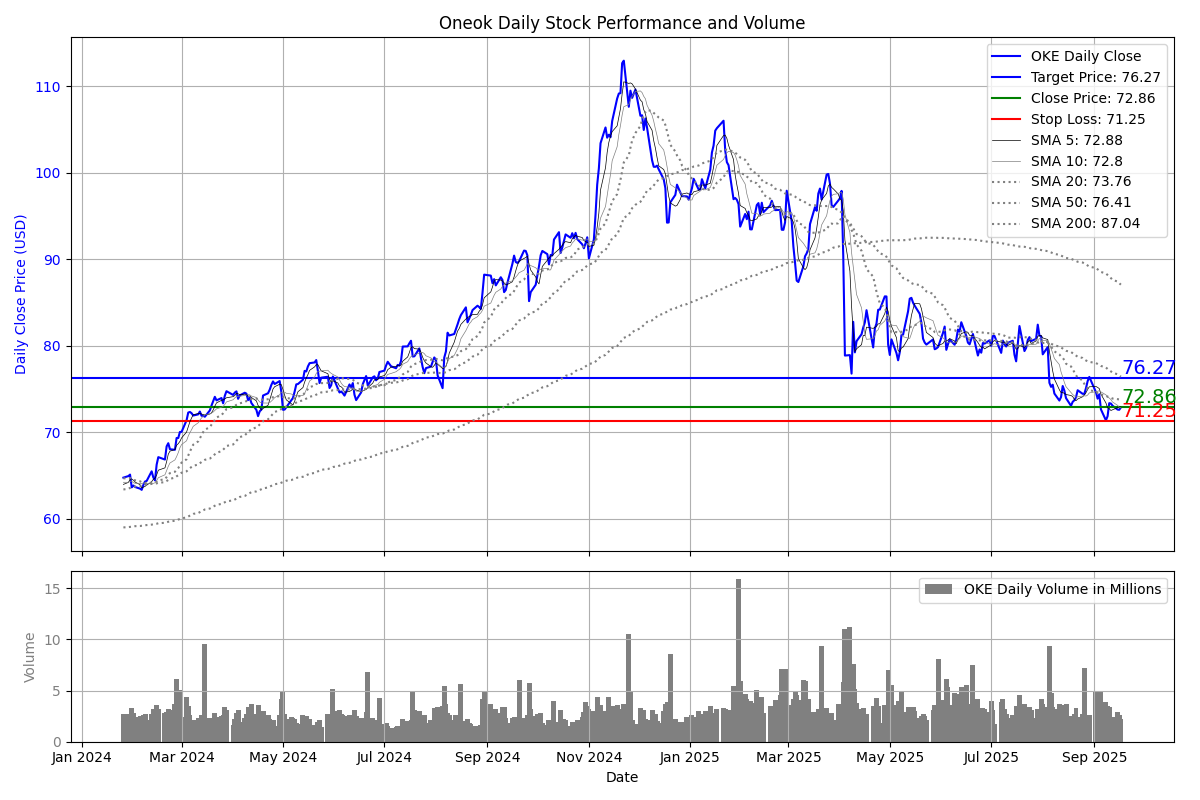 Oneok Daily Stock Performance and Volume
Daily Close Price (USD)
110
100
90
80
70
60
OKE Daily Close
Target Price: 76.27
Close Price: 72.86
Stop Loss: 71.25
SMA 5: 72.88
SMA 10: 72.8
SMA 20: 73.76
SMA 50: 76.41
SMA 200: 87.04
76.27
72.86
71.25
Volume
15
10
5
0
OKE Daily Volume in Millions
Jan 2024 Mar 2024 May 2024 Jul 2024 Sep 2024 Nov 2024 Jan 2025 Mar 2025 May 2025 Jul 2025 Sep 2025
Date